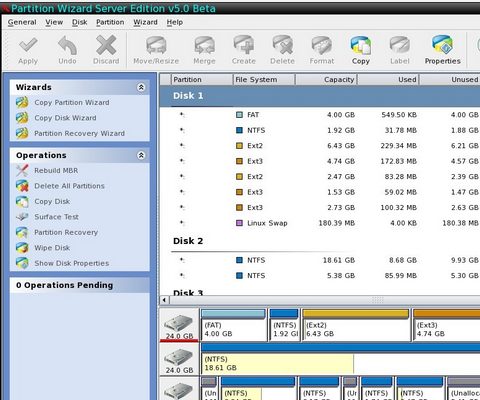 Partition Wizard Server Edition v5.0 Beta
General View Disk Partition Wizard Help
Apply Undo Discard Move/Resize Merge Create Delete Format Copy Label Properties
Wizards
Copy Partition Wizard
Copy Disk Wizard
Partition Recovery Wizard
Operations
Rebuild MBR
Delete All Partitions
Copy Disk
Surface Test
Partition Recovery
Wipe Disk
Show Disk Properties
0 Operations Pending
Partition File System Capacity Used Unused
Disk 1
*: FAT 4.00 GB 549.50 KB 4.00 GB
*: NTFS 1.92 GB 31.78 MB 1.88 GB
*: Ext2 6.43 GB 229.34 MB 6.21 GB
*: Ext3 4.74 GB 172.83 MB 4.57 GB
*: Ext2 2.47 GB 83.28 MB 2.39 GB
*: Ext3 1.53 GB 59.02 MB 1.47 GB
*: Ext3 2.73 GB 100.32 MB 2.63 GB
*: Linux Swap 180.39 MB 4.00 KB 180.38 MB
Disk 2
*: NTFS 18.61 GB 8.68 GB 9.93 GB
*: NTFS 5.38 GB 85.99 MB 5.30 GB
Disk 3
(FAT) (NTFS) (Ext2) (Ext3)
24.0 GB 4.00 GB 1.92 GI 6.43 GB 4.74 GB
(NTFS)
24.0 GB 18.61 GB
(Un (NTFS) (NTFS) (Un (NTFS) (NTFS) (Unalloc